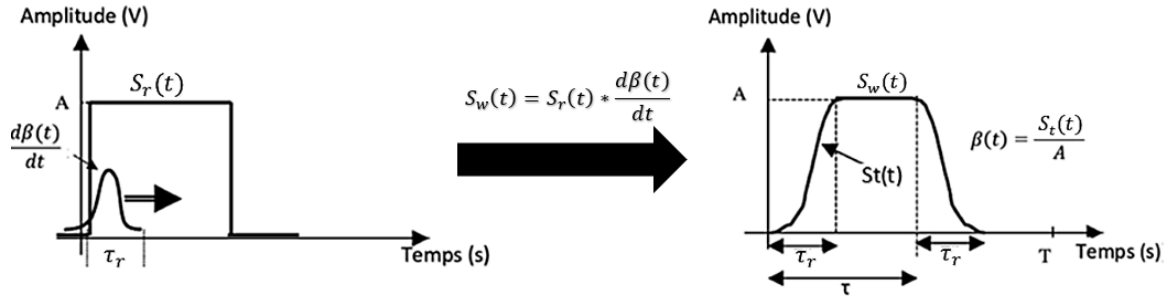 Amplitude (V)
S_r(t)
A
dβ(t)
dt
τ_r
Temps (s)
S_w(t) = S_r(t) * dβ(t)
dt
Amplitude (V)
S_w(t)
A
β(t) = S_t(t)
A
St(t)
τ_r
τ_r
T
Temps (s)
τ